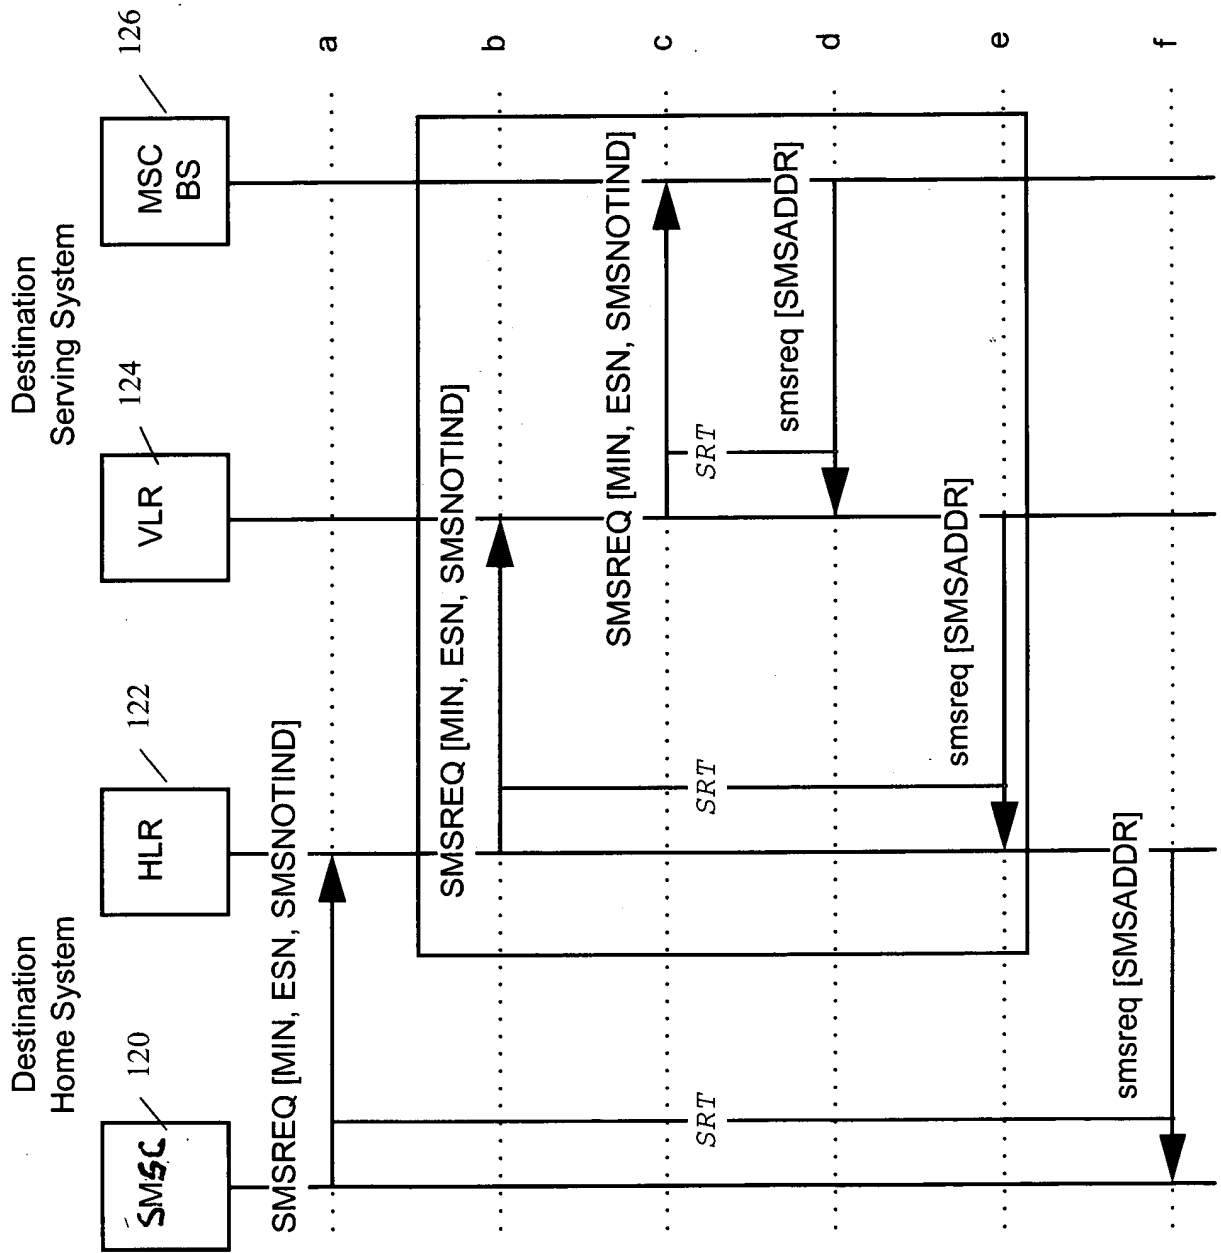 Destination
Home System
Destination
Serving System
SMSC
120
HLR
122
VLR
124
MSC
BS
126
SMSREQ [MIN, ESN, SMSNOTIND]
a
SMSREQ [MIN, ESN, SMSNOTIND]
b
SMSREQ [MIN, ESN, SMSNOTIND]
c
SRT
SRT
SRT
smsreq [SMSADDR]
d
smsreq [SMSADDR]
e
smsreq [SMSADDR]
f